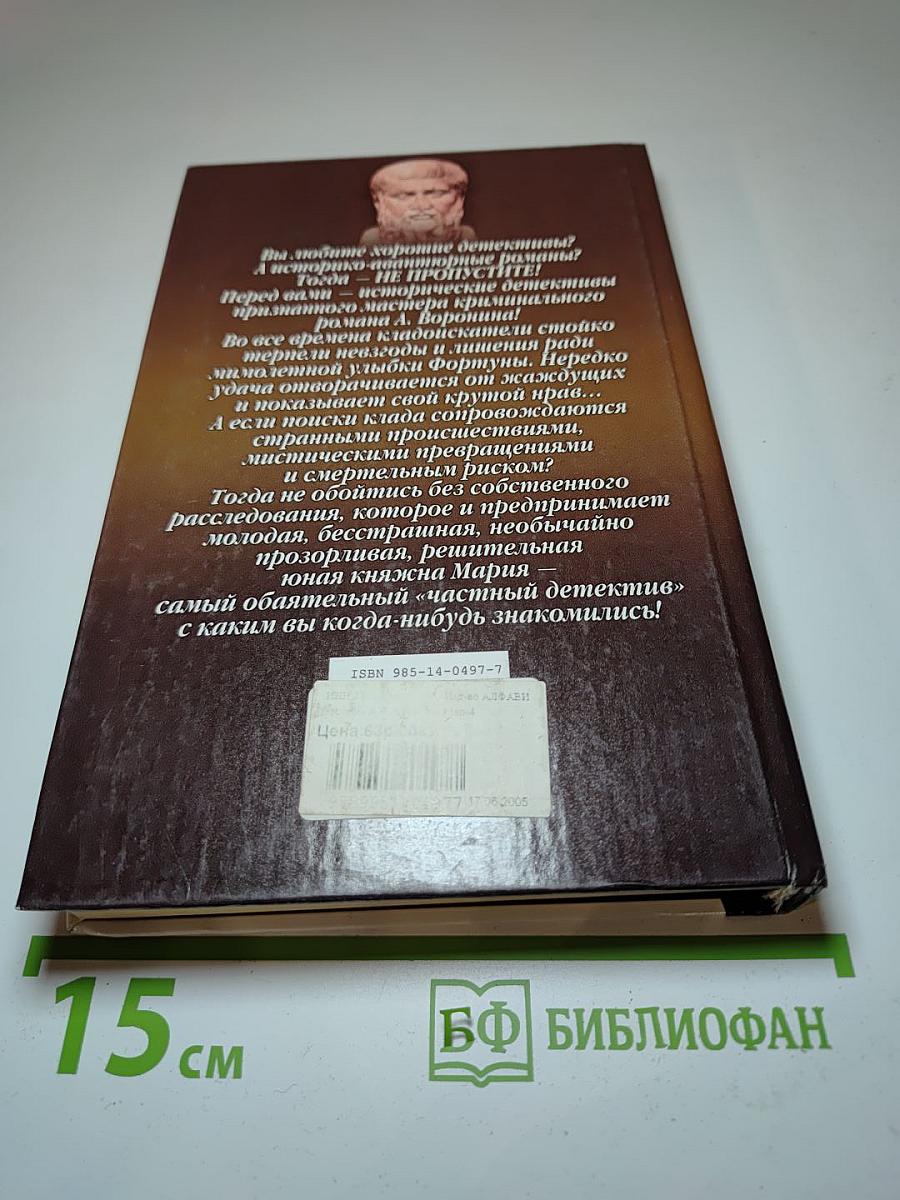 Вы любите хорошие детективы?
А историко-авантюрные романы?
Тогда — НЕ ПРОПУСТИТЕ!
Перед вами — исторические детективы
признанного мастера криминального
романа А. Воронина!
Во все времена кладоискатели стойко
терпели невзгоды и лишения ради
мимолетной улыбки Фортуны. Нередко
удача отворачивается от жаждущих
и показывает свой крутой нрав...
А если поиски клада сопровождаются
странными происшествиями,
мистическими превращениями
и смертельным риском?
Тогда не обойтись без собственного
расследования, которое и предпринимает
молодая, бесстрашная, необычайно
прозорливая, решительная
юная княжна Мария —
самый обаятельный «частный детектив»
с каким вы когда-нибудь знакомились!
ISBN 985-14-0497-7
АЛФАВИ
Цена
17.06.2005
15 см
БФ БИБЛИОФАН